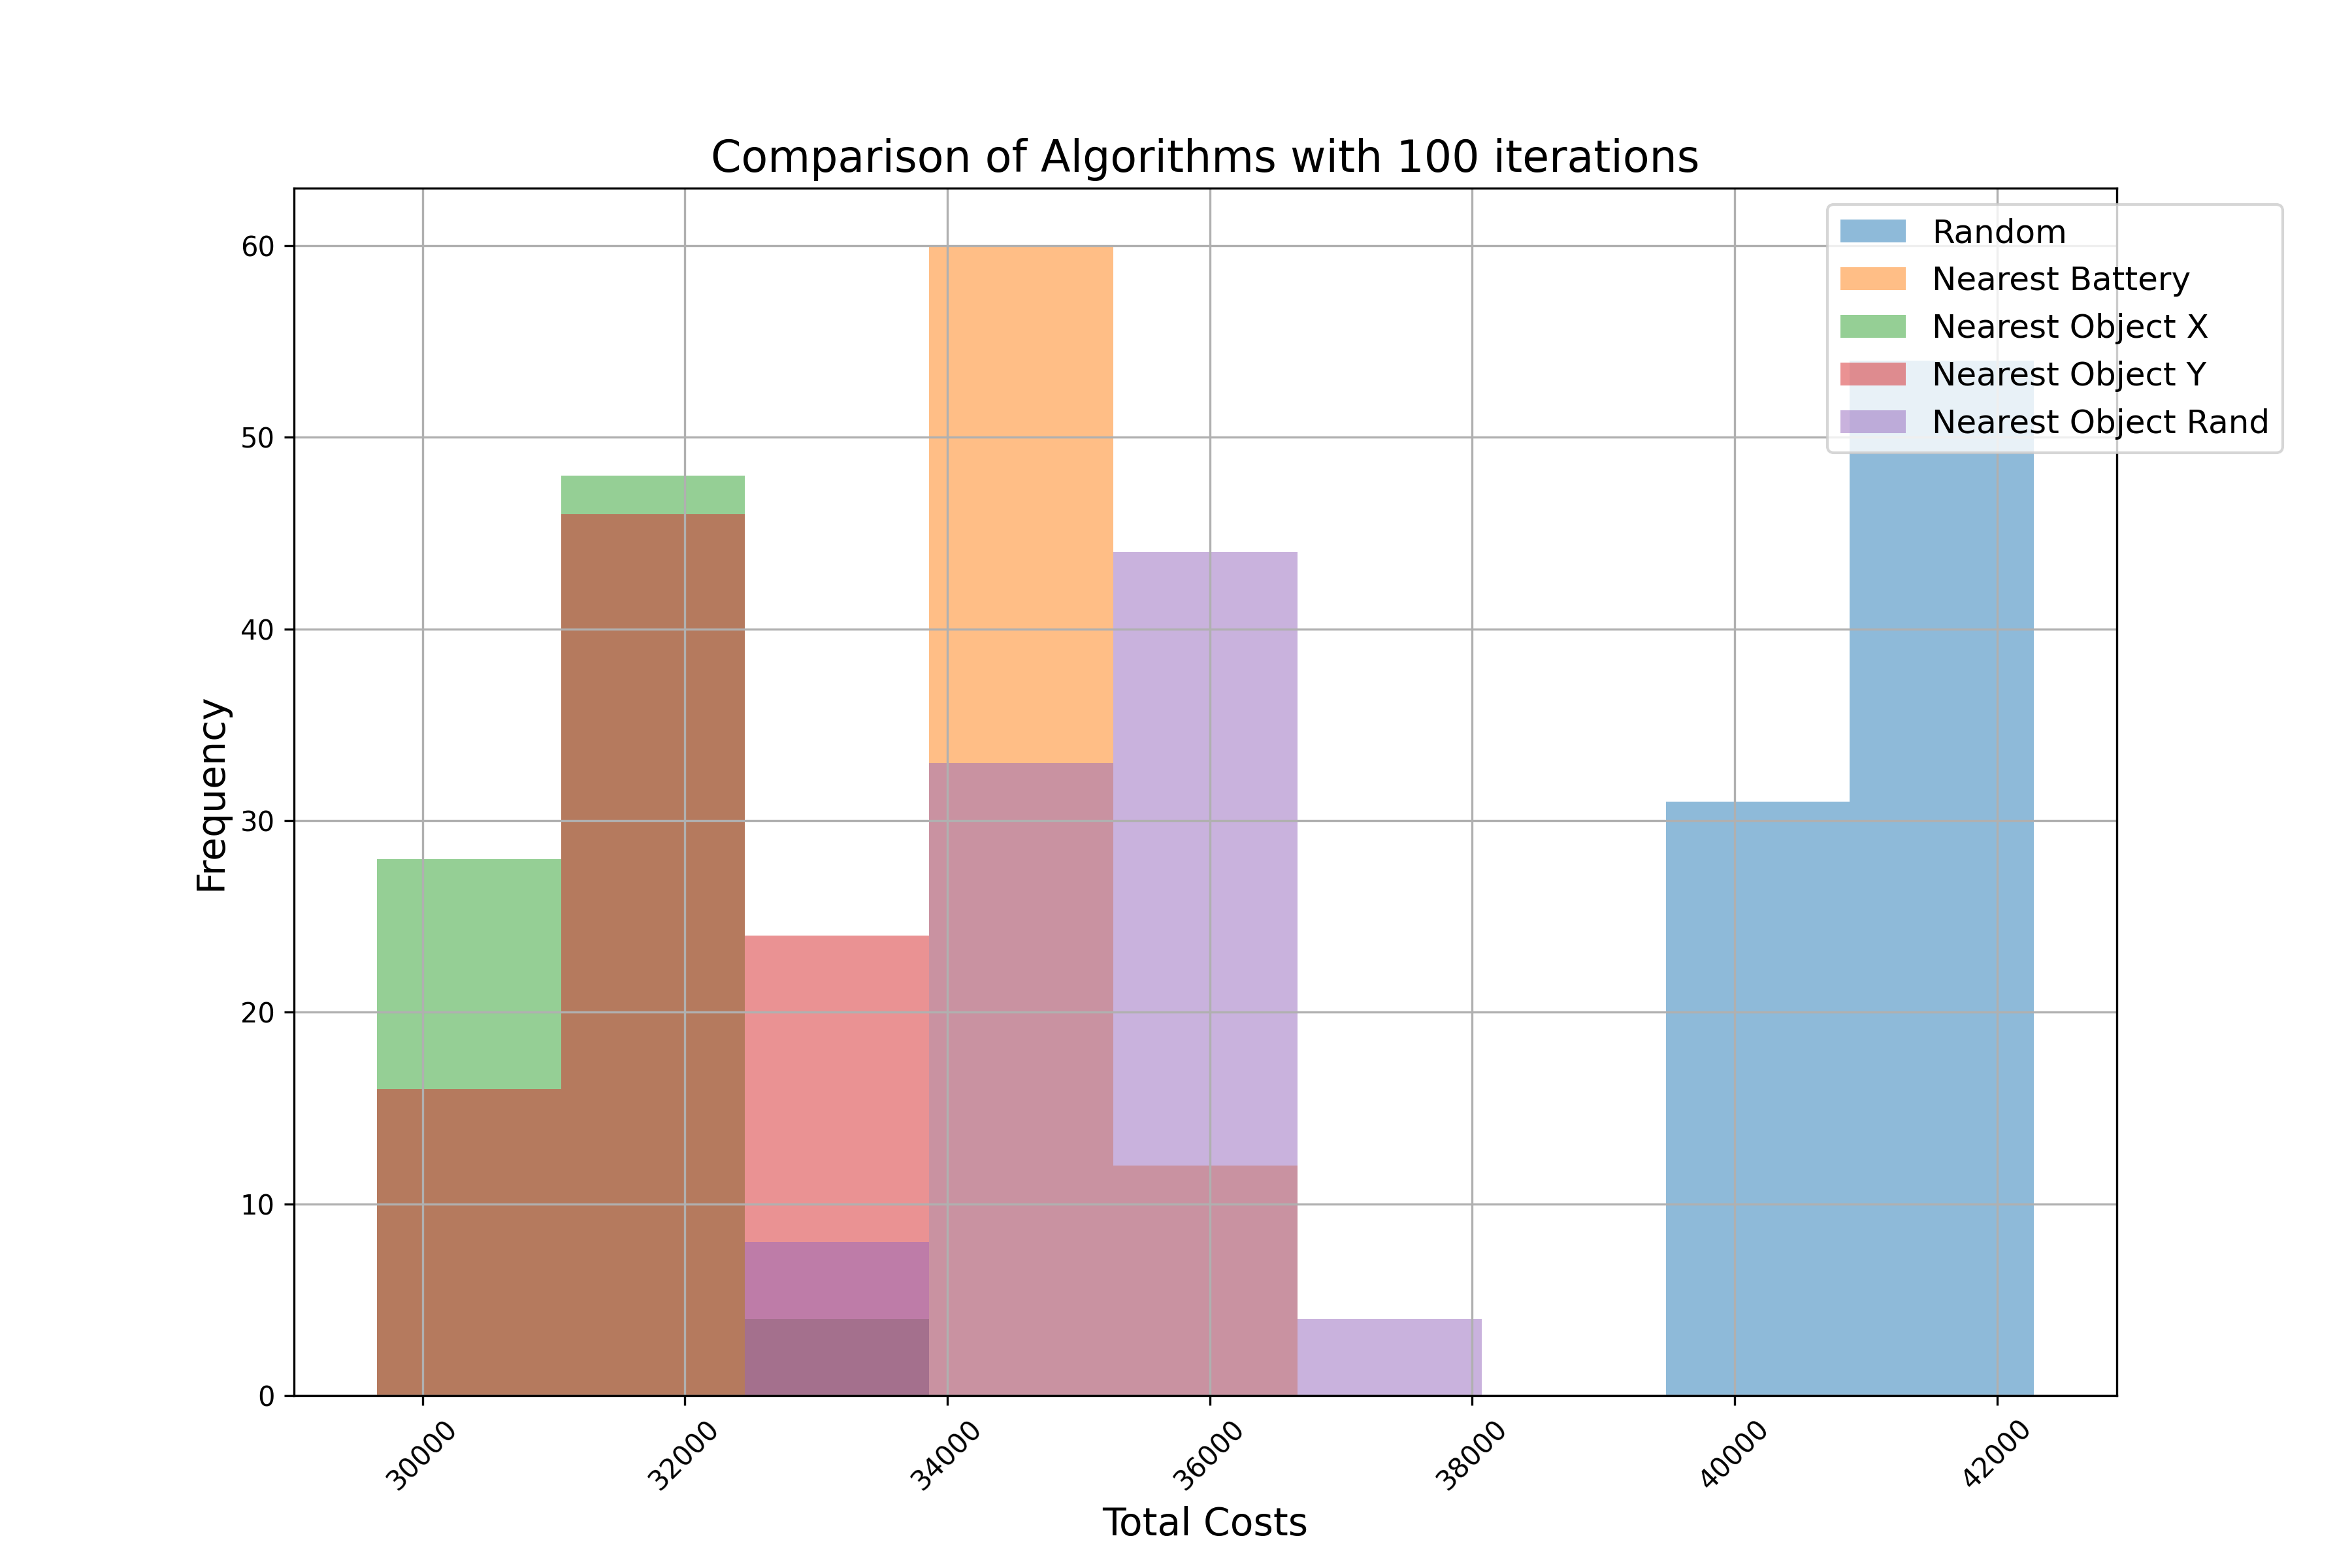 Comparison of Algorithms with 100 iterations
Random
Nearest Battery
Nearest Object X
Nearest Object Y
Nearest Object Rand
60
50
40
30
20
10
0
Frequency
30000
32000
34000
36000
38000
40000
42000
Total Costs